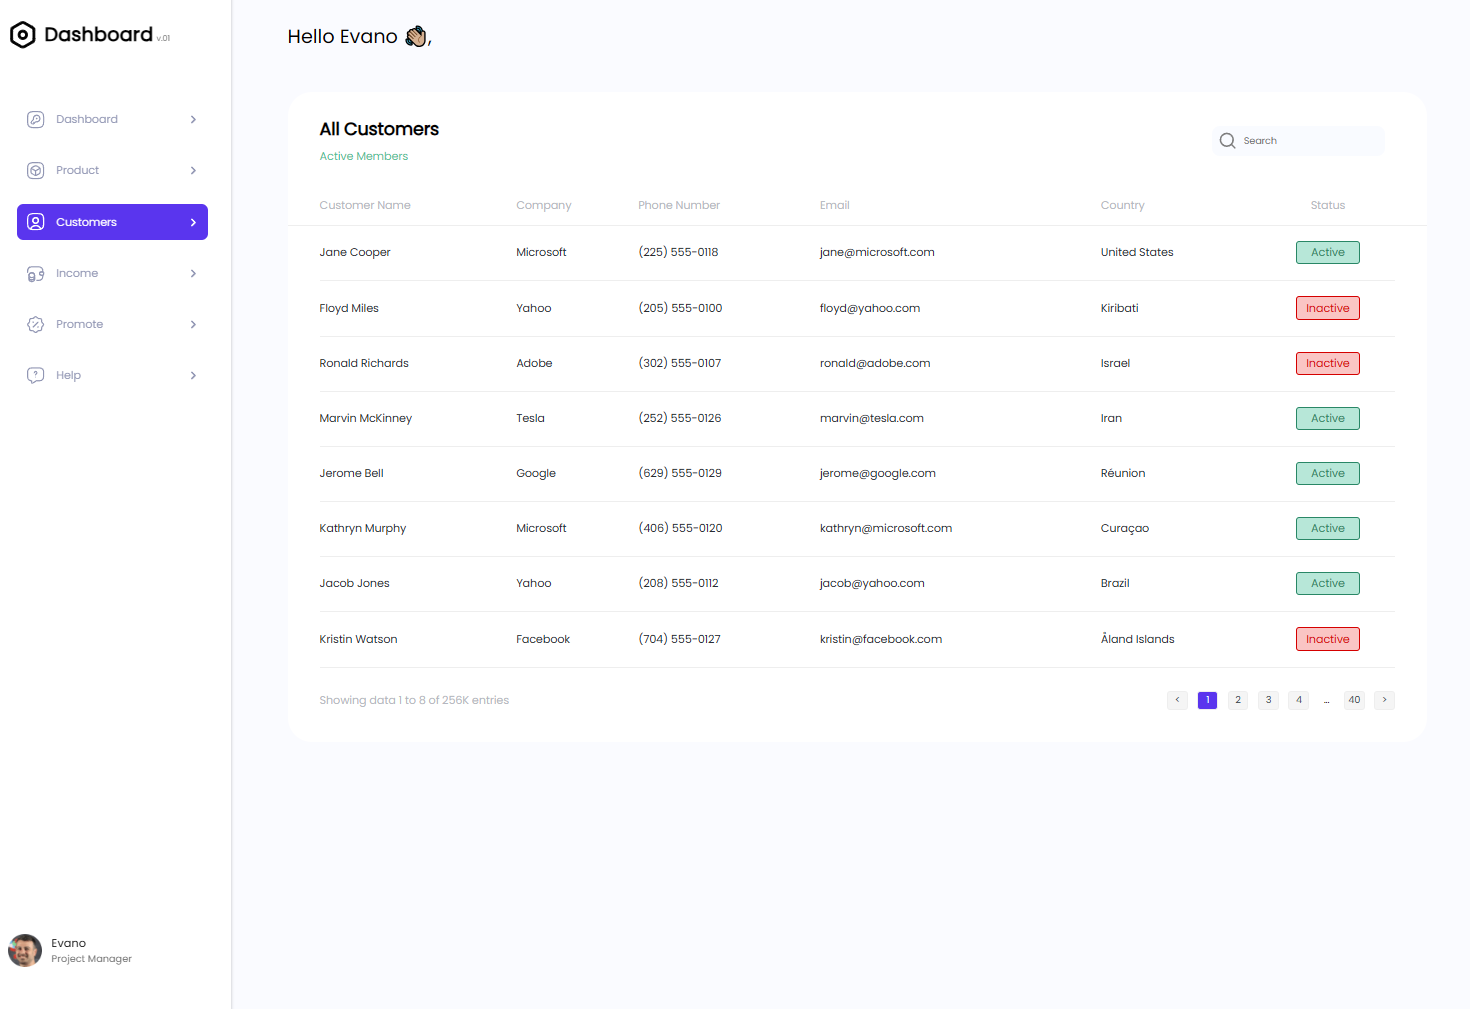 Dashboard v.01
Hello Evano 👋🏽,
Dashboard
Product
Customers
Income
Promote
Help
All Customers
Active Members
Search
Customer Name Company Phone Number Email Country Status
Jane Cooper Microsoft (225) 555-0118 jane@microsoft.com United States Active
Floyd Miles Yahoo (205) 555-0100 floyd@yahoo.com Kiribati Inactive
Ronald Richards Adobe (302) 555-0107 ronald@adobe.com Israel Inactive
Marvin McKinney Tesla (252) 555-0126 marvin@tesla.com Iran Active
Jerome Bell Google (629) 555-0129 jerome@google.com Réunion Active
Kathryn Murphy Microsoft (406) 555-0120 kathryn@microsoft.com Curaçao Active
Jacob Jones Yahoo (208) 555-0112 jacob@yahoo.com Brazil Active
Kristin Watson Facebook (704) 555-0127 kristin@facebook.com Åland Islands Inactive
Showing data 1 to 8 of 256K entries < 1 2 3 4 ... 40 >
Evano
Project Manager